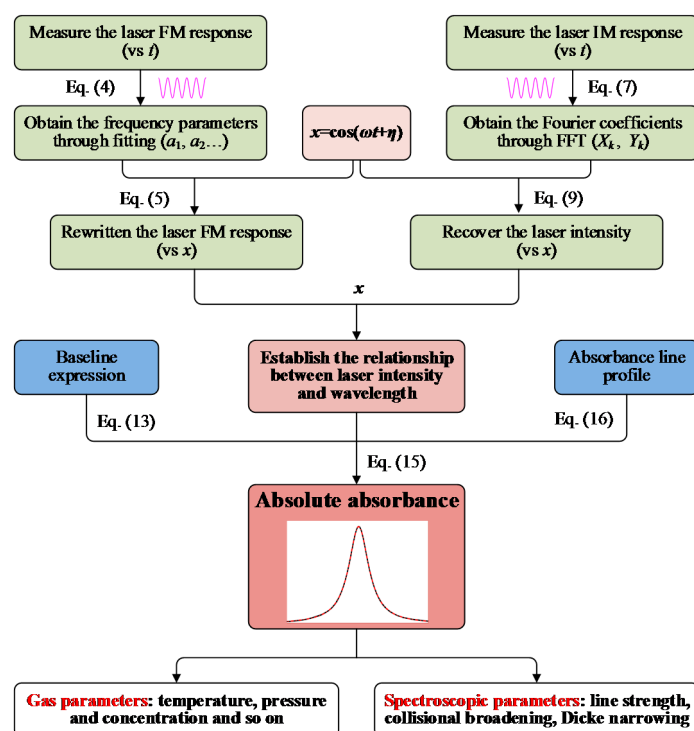 Measure the laser FM response
(vs t)
Measure the laser IM response
(vs t)
Eq. (4)
Eq. (7)
Obtain the frequency parameters
through fitting (a₁, a₂…)
x=cos(ωt+η)
Obtain the Fourier coefficients
through FFT (Xₖ, Yₖ)
Eq. (5)
Eq. (9)
Rewritten the laser FM response
(vs x)
Recover the laser intensity
(vs x)
x
Baseline
expression
Establish the relationship
between laser intensity
and wavelength
Absorbance line
profile
Eq. (13)
Eq. (16)
Eq. (15)
Absolute absorbance
Gas parameters: temperature, pressure
and concentration and so on
Spectroscopic parameters: line strength,
collisional broadening, Dicke narrowing